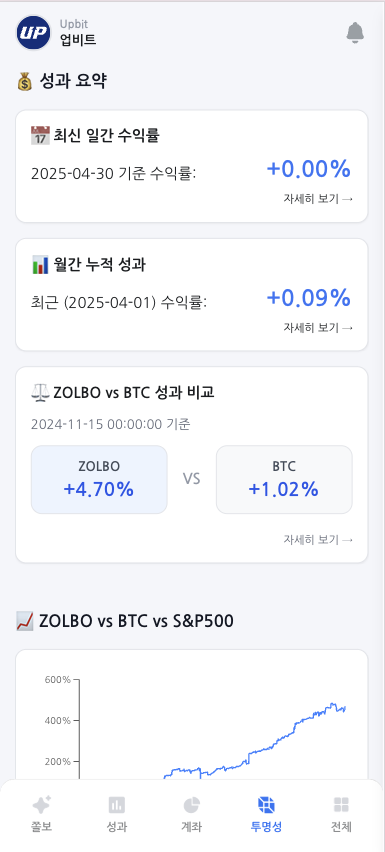 UP
Upbit
업비트
성과 요약
최신 일간 수익률
2025-04-30 기준 수익률:
+0.00%
자세히 보기 →
월간 누적 성과
최근 (2025-04-01) 수익률:
+0.09%
자세히 보기 →
ZOLBO vs BTC 성과 비교
2024-11-15 00:00:00 기준
ZOLBO
+4.70%
VS
BTC
+1.02%
자세히 보기 →
ZOLBO vs BTC vs S&P500
600%
400%
200%
쫄보
성과
계좌
투명성
전체